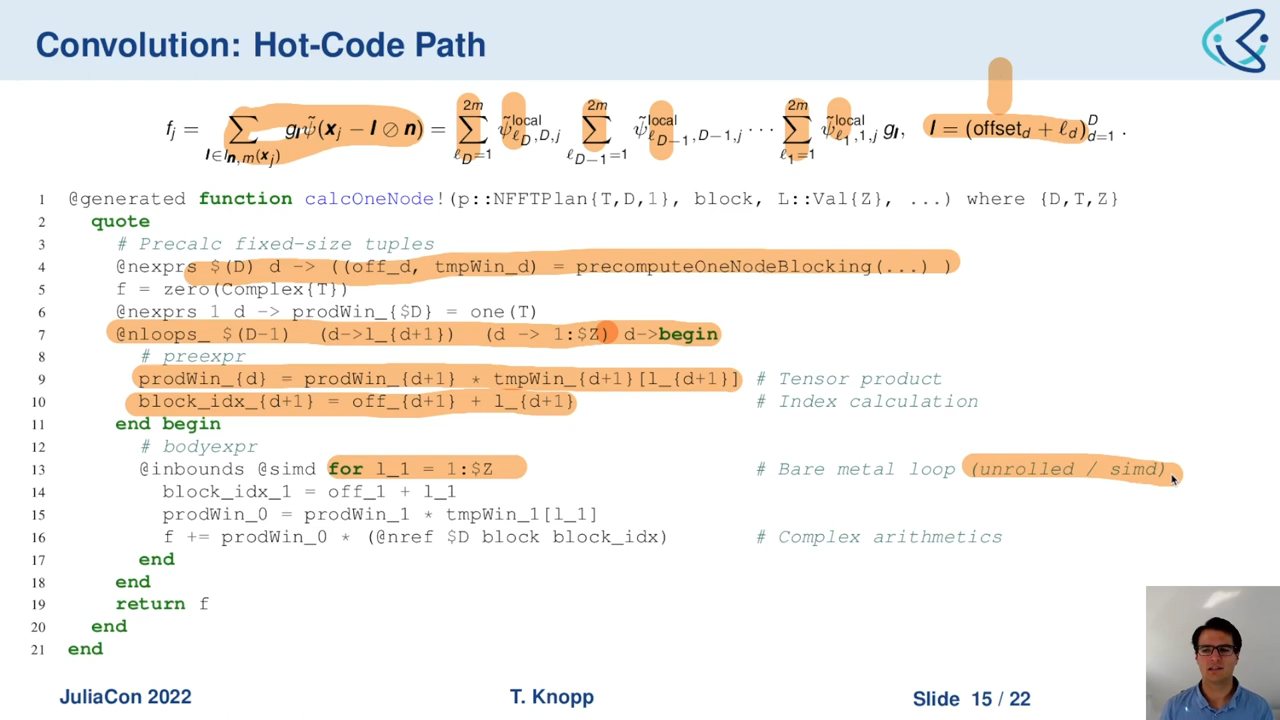 Convolution: Hot-Code Path
f_j = ∑_{l∈I_{n,m}(x_j)} g_l ψ̃(x_j − l ⊘ n) = ∑_{ℓ_D=1}^{2m} ψ̃^{local}_{ℓ_D,D,j} ∑_{ℓ_{D−1}=1}^{2m} ψ̃^{local}_{ℓ_{D−1},D−1,j} ⋯ ∑_{ℓ_1=1}^{2m} ψ̃^{local}_{ℓ_1,1,j} g_l, l = (offset_d + ℓ_d)_{d=1}^D .
1 @generated function calcOneNode!(p::NFFTPlan{T,D,1}, block, L::Val{Z}, ...) where {D,T,Z}
2 quote
3 # Precalc fixed-size tuples
4 @nexprs $(D) d -> ((off_d, tmpWin_d) = precomputeOneNodeBlocking(...) )
5 f = zero(Complex{T})
6 @nexprs 1 d -> prodWin_{$D} = one(T)
7 @nloops_ $(D-1) (d->l_{d+1}) (d -> 1:$Z) d->begin
8 # preexpr
9 prodWin_{d} = prodWin_{d+1} * tmpWin_{d+1}[l_{d+1}] # Tensor product
10 block_idx_{d+1} = off_{d+1} + l_{d+1} # Index calculation
11 end begin
12 # bodyexpr
13 @inbounds @simd for l_1 = 1:$Z # Bare metal loop (unrolled / simd)
14 block_idx_1 = off_1 + l_1
15 prodWin_0 = prodWin_1 * tmpWin_1[l_1]
16 f += prodWin_0 * (@nref $D block block_idx) # Complex arithmetics
17 end
18 end
19 return f
20 end
21 end
JuliaCon 2022 T. Knopp Slide 15 / 22